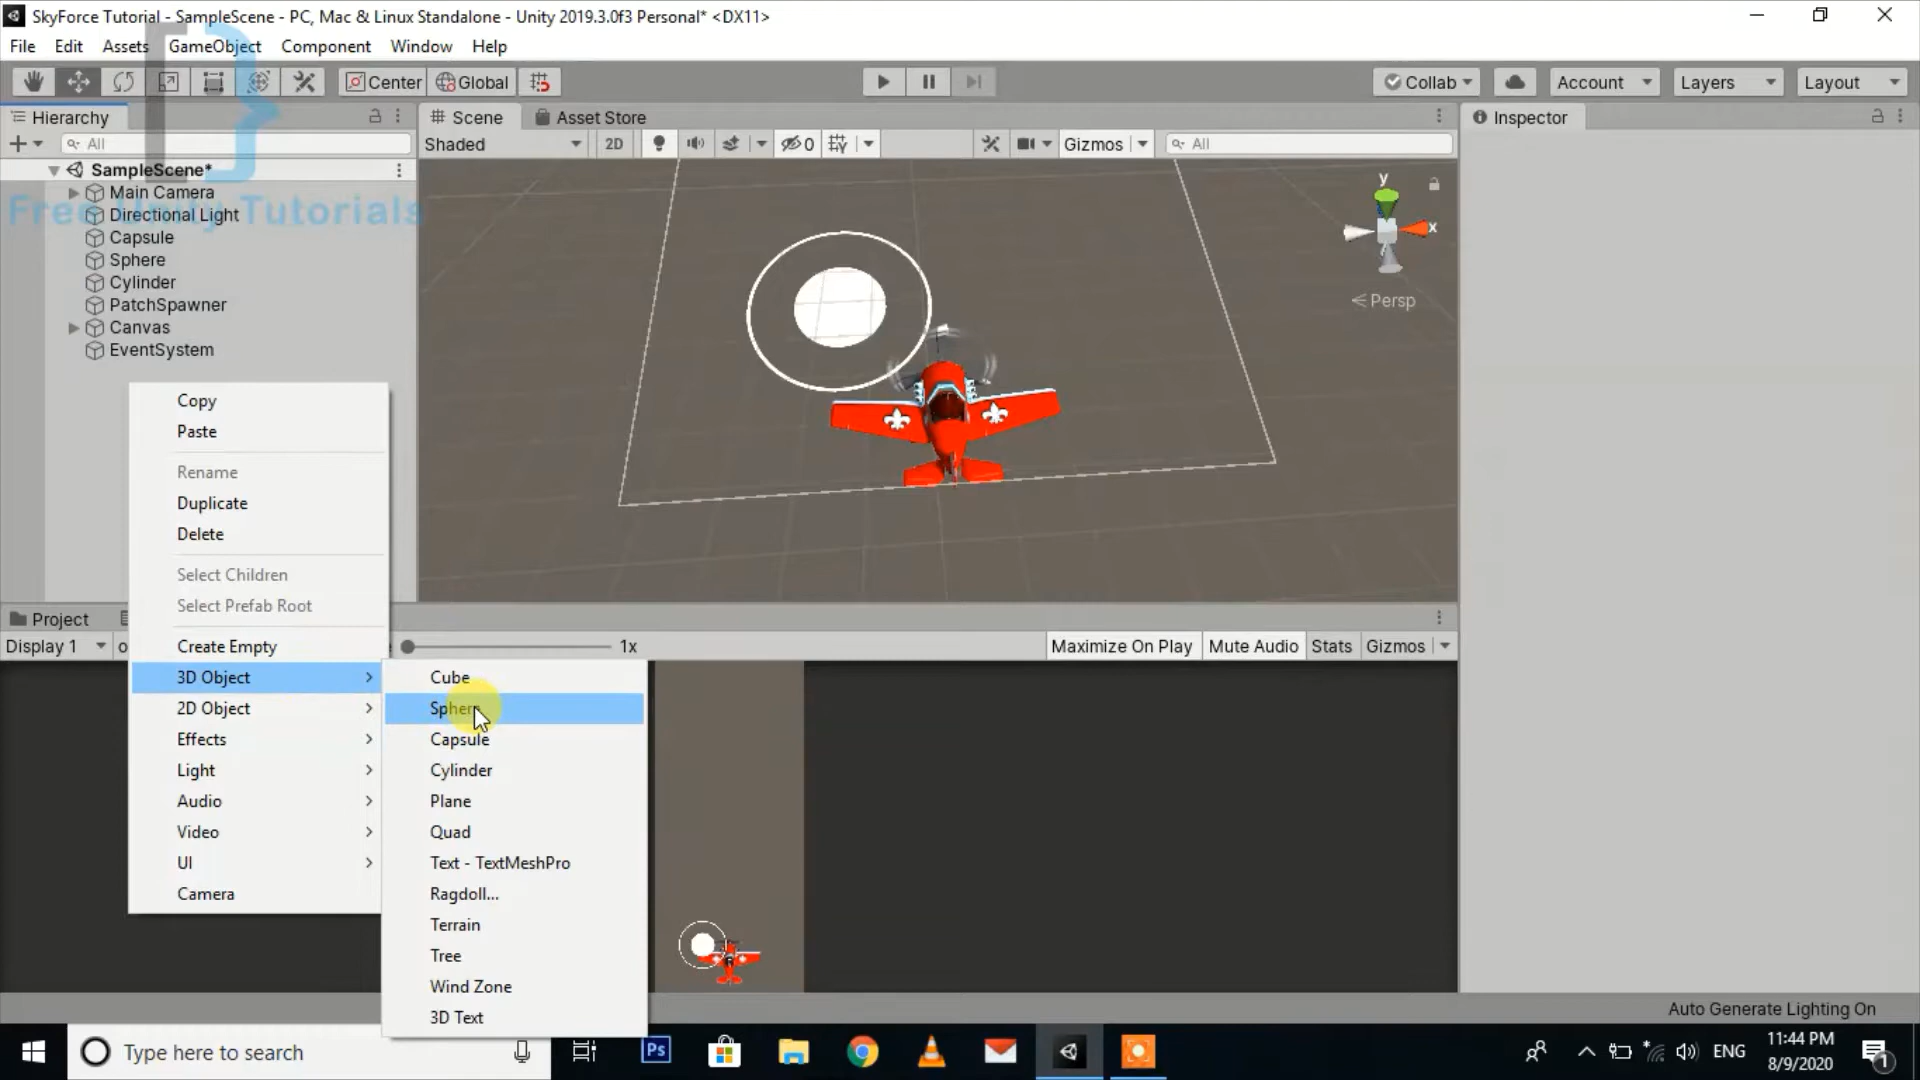 SkyForce Tutorial - SampleScene - PC, Mac & Linux Standalone - Unity 2019.3.0f3 Personal* <DX11>
File Edit Assets GameObject Component Window Help
Center Global Collab Account Layers Layout
Hierarchy Scene Asset Store Inspector
All Shaded 2D 0 Gizmos All
SampleScene*
Main Camera
Free Unity Tutorials
Directional Light
Capsule
Sphere
Cylinder
PatchSpawner
Canvas
EventSystem
y
x
Persp
Copy
Paste
Rename
Duplicate
Delete
Select Children
Select Prefab Root
Create Empty
3D Object
2D Object
Effects
Light
Audio
Video
UI
Camera
Project
Display 1 1x Maximize On Play Mute Audio Stats Gizmos
Cube
Sphere
Capsule
Cylinder
Plane
Quad
Text - TextMeshPro
Ragdoll...
Terrain
Tree
Wind Zone
3D Text
Auto Generate Lighting On
Type here to search Ps ENG 11:44 PM
8/9/2020 1